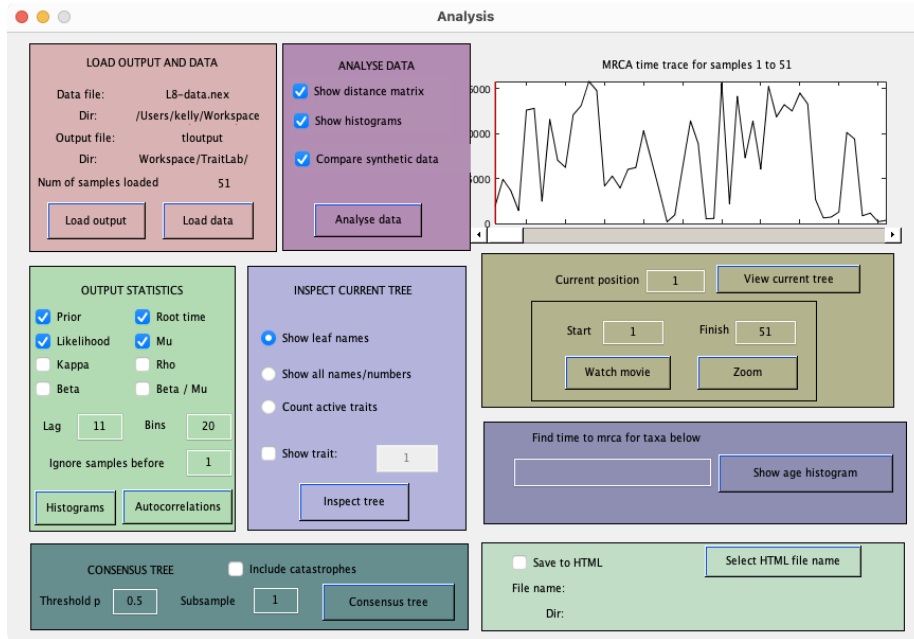 Analysis
LOAD OUTPUT AND DATA
Data file: L8-data.nex
Dir: /Users/kelly/Workspace
Output file: tloutput
Dir: Workspace/TraitLab/
Num of samples loaded 51
Load output Load data
ANALYSE DATA
Show distance matrix
Show histograms
Compare synthetic data
Analyse data
MRCA time trace for samples 1 to 51
5000
0000
5000
0
OUTPUT STATISTICS
Prior Root time
Likelihood Mu
Kappa Rho
Beta Beta / Mu
Lag 11 Bins 20
Ignore samples before 1
Histograms Autocorrelations
INSPECT CURRENT TREE
Show leaf names
Show all names/numbers
Count active traits
Show trait: 1
Inspect tree
Current position 1 View current tree
Start 1 Finish 51
Watch movie Zoom
Find time to mrca for taxa below
Show age histogram
CONSENSUS TREE Include catastrophes
Threshold p 0.5 Subsample 1 Consensus tree
Save to HTML Select HTML file name
File name:
Dir: